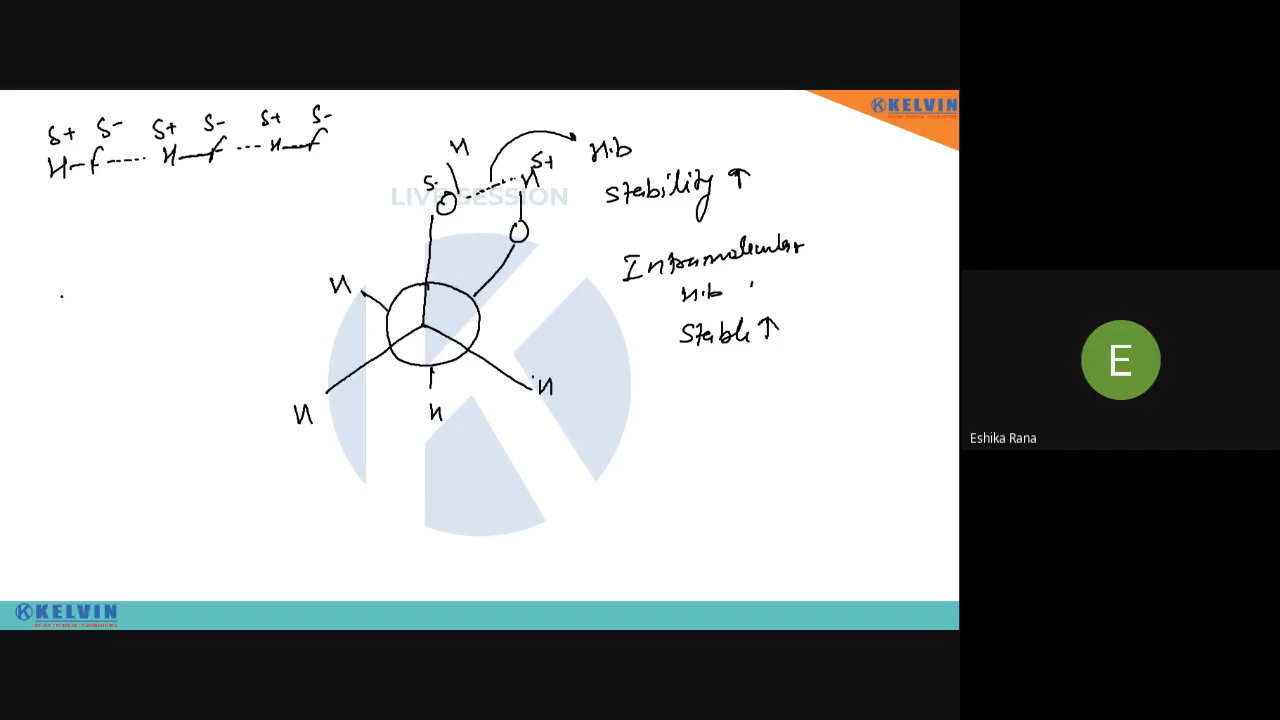 KELVIN
δ+ δ- δ+ δ- δ+ δ-
H-F----- H-F --- H-F
H
H.b
δ- δ+
H
Stability ↑
LIVE SESSION
O
O
Intramolecular
H.b
H
Stable ↑
H
H
H
E
Eshika Rana
KELVIN